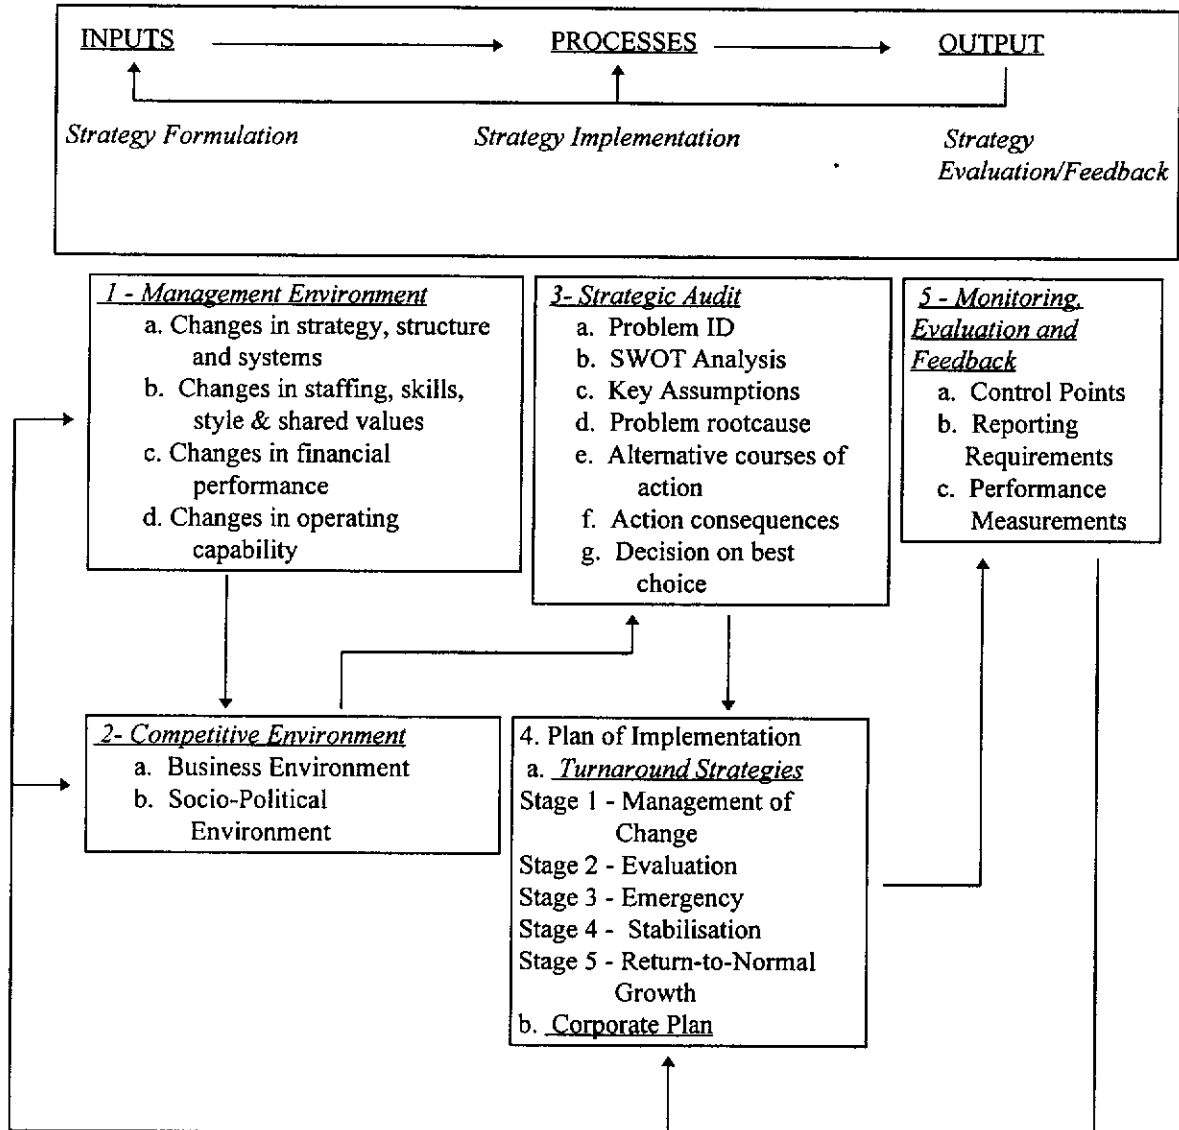 INPUTS PROCESSES OUTPUT
Strategy Formulation Strategy Implementation Strategy
Evaluation/Feedback
1 - Management Environment
a. Changes in strategy, structure
and systems
b. Changes in staffing, skills,
style & shared values
c. Changes in financial
performance
d. Changes in operating
capability
2- Competitive Environment
a. Business Environment
b. Socio-Political
Environment
3- Strategic Audit
a. Problem ID
b. SWOT Analysis
c. Key Assumptions
d. Problem rootcause
e. Alternative courses of
action
f. Action consequences
g. Decision on best
choice
4. Plan of Implementation
a. Turnaround Strategies
Stage 1 - Management of
Change
Stage 2 - Evaluation
Stage 3 - Emergency
Stage 4 - Stabilisation
Stage 5 - Return-to-Normal
Growth
b. Corporate Plan
5 - Monitoring,
Evaluation and
Feedback
a. Control Points
b. Reporting
Requirements
c. Performance
Measurements